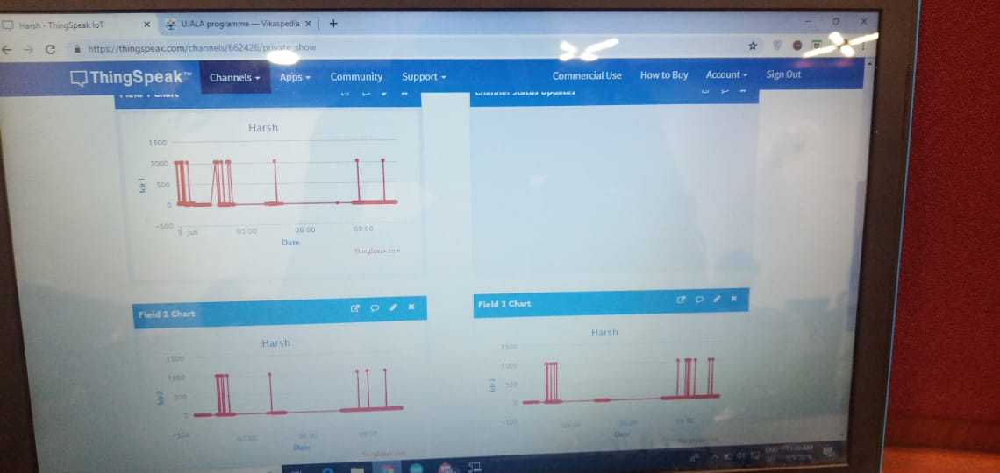 Harsh - ThingSpeak IoT
UJALA programme — Vikaspedia
https://thingspeak.com/channels/662426/private_show
ThingSpeak™ Channels Apps Community Support Commercial Use How to Buy Account Sign Out
Field 1 Chart
Channel Status Updates
Harsh
1500
1000
500
0
-500
ldr1
9. Jun 03:00 06:00 09:00
Date
ThingSpeak.com
Field 2 Chart
Harsh
1500
1000
500
0
-500
ldr2
03:00 06:00 09:00
Date
ThingSpeak.com
Field 3 Chart
Harsh
1500
1000
500
0
-500
ldr3
03:00 06:00 09:00
Date
ENG